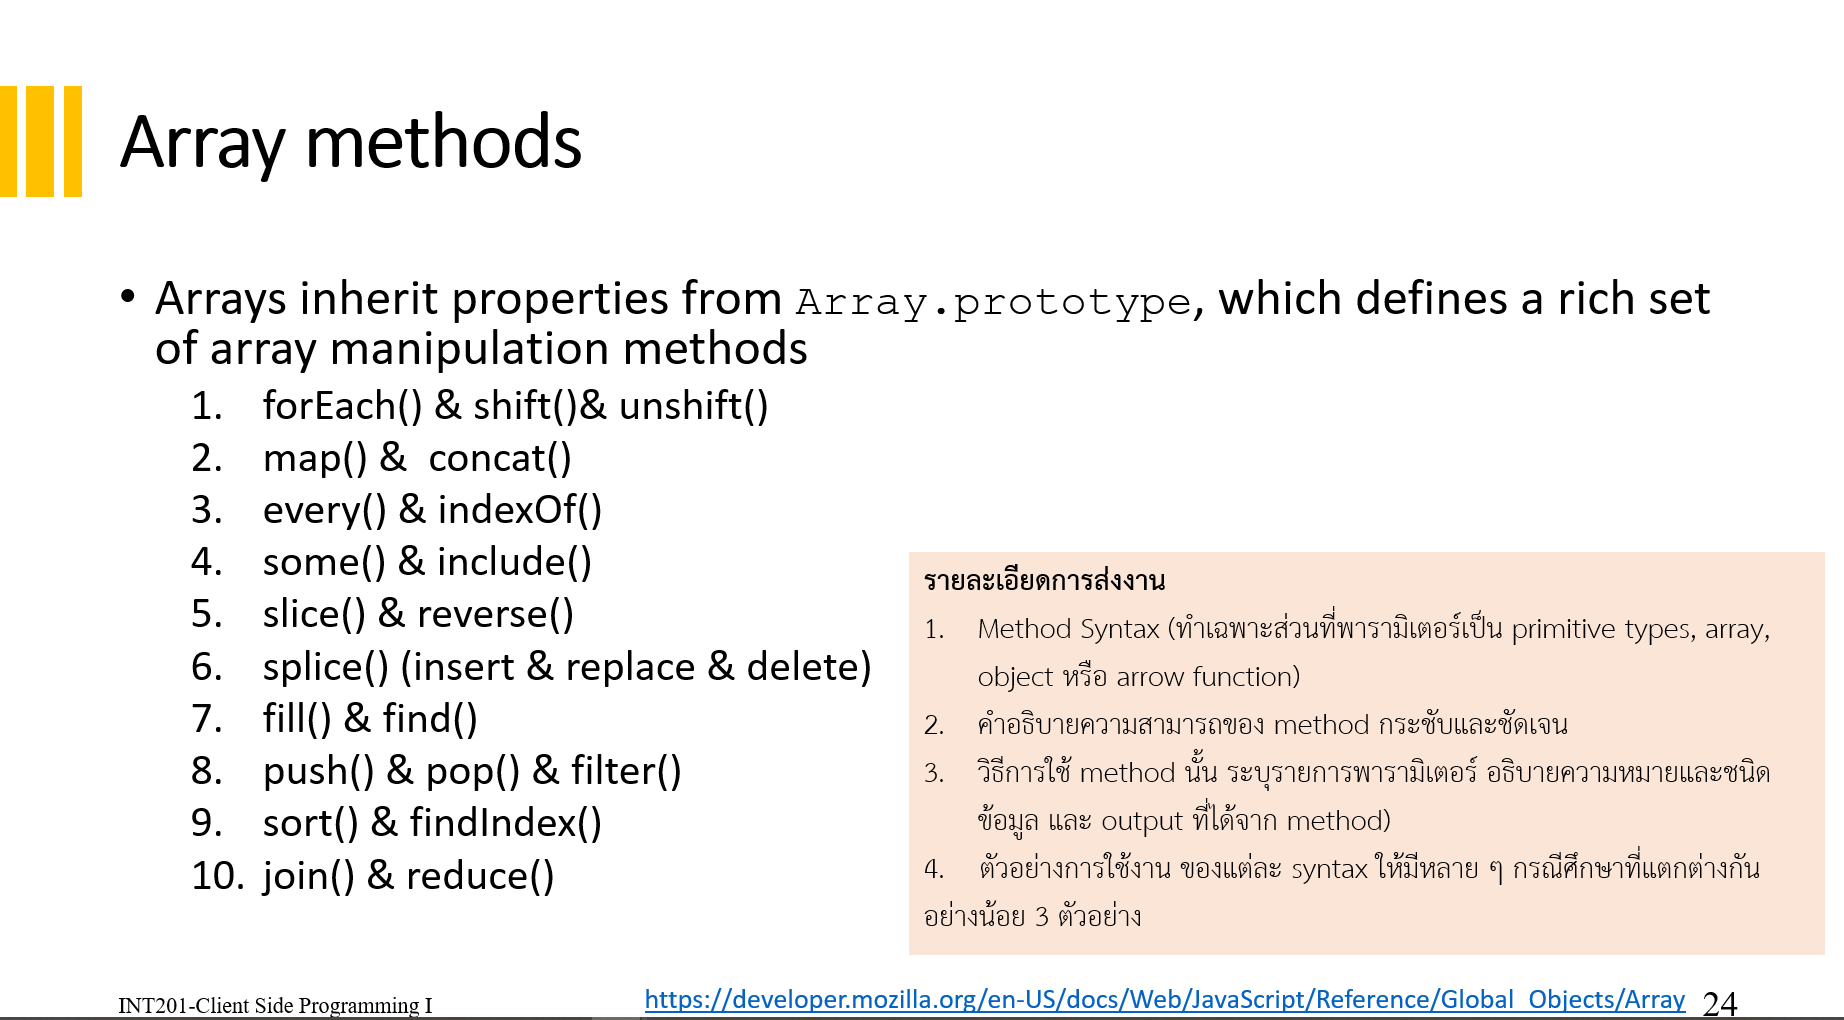 Array methods
• Arrays inherit properties from Array.prototype, which defines a rich set
of array manipulation methods
1. forEach() & shift()& unshift()
2. map() & concat()
3. every() & indexOf()
4. some() & include()
5. slice() & reverse()
6. splice() (insert & replace & delete)
7. fill() & find()
8. push() & pop() & filter()
9. sort() & findIndex()
10. join() & reduce()
รายละเอียดการส่งงาน
1. Method Syntax (ทำเฉพาะส่วนที่พารามิเตอร์เป็น primitive types, array,
object หรือ arrow function)
2. คำอธิบายความสามารถของ method กระชับและชัดเจน
3. วิธีการใช้ method นั้น ระบุรายการพารามิเตอร์ อธิบายความหมายและชนิด
ข้อมูล และ output ที่ได้จาก method)
4. ตัวอย่างการใช้งาน ของแต่ละ syntax ให้มีหลาย ๆ กรณีศึกษาที่แตกต่างกัน
อย่างน้อย 3 ตัวอย่าง
INT201-Client Side Programming I
https://developer.mozilla.org/en-US/docs/Web/JavaScript/Reference/Global_Objects/Array
24